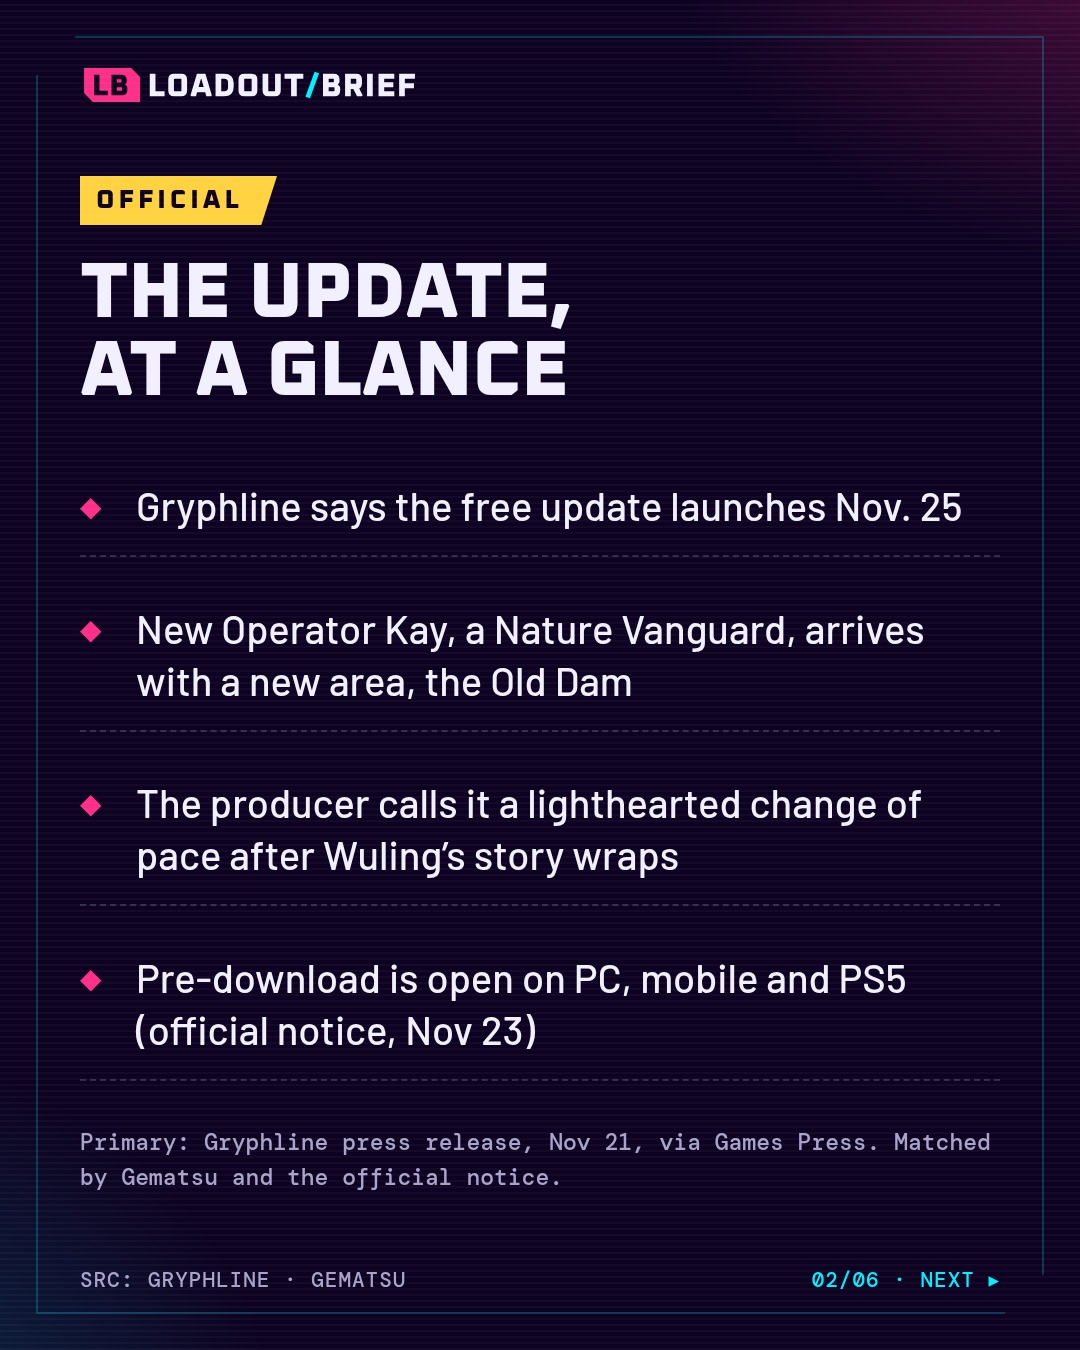 LB LOADOUT/BRIEF
OFFICIAL
THE UPDATE,
AT A GLANCE
◆ Gryphline says the free update launches Nov. 25
◆ New Operator Kay, a Nature Vanguard, arrives
with a new area, the Old Dam
◆ The producer calls it a lighthearted change of
pace after Wuling’s story wraps
◆ Pre-download is open on PC, mobile and PS5
(official notice, Nov 23)
Primary: Gryphline press release, Nov 21, via Games Press. Matched
by Gematsu and the official notice.
SRC: GRYPHLINE · GEMATSU
02/06 · NEXT ▶